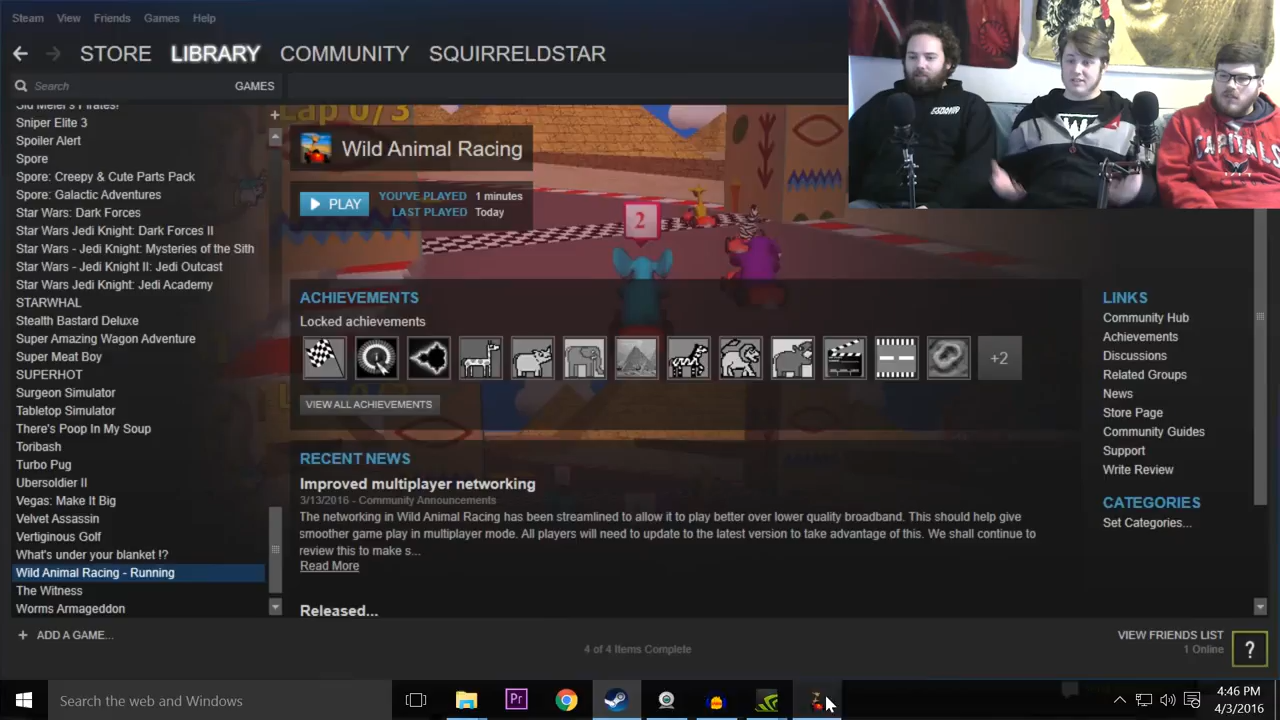 Steam View Friends Games Help
STORE LIBRARY COMMUNITY SQUIRRELDSTAR
Search GAMES
Sid Meier's Pirates!
Sniper Elite 3
Spoiler Alert
Spore
Spore: Creepy & Cute Parts Pack
Spore: Galactic Adventures
Star Wars: Dark Forces
Star Wars Jedi Knight: Dark Forces II
Star Wars - Jedi Knight: Mysteries of the Sith
Star Wars - Jedi Knight II: Jedi Outcast
Star Wars Jedi Knight: Jedi Academy
STARWHAL
Stealth Bastard Deluxe
Super Amazing Wagon Adventure
Super Meat Boy
SUPERHOT
Surgeon Simulator
Tabletop Simulator
There's Poop In My Soup
Toribash
Turbo Pug
Ubersoldier II
Vegas: Make It Big
Velvet Assassin
Vertiginous Golf
What's under your blanket !?
Wild Animal Racing - Running
The Witness
Worms Armageddon
+ ADD A GAME...
Lap 0/3
Wild Animal Racing
PLAY
YOU'VE PLAYED 1 minutes
LAST PLAYED Today
2
ACHIEVEMENTS
Locked achievements
+2
VIEW ALL ACHIEVEMENTS
RECENT NEWS
Improved multiplayer networking
3/13/2016 - Community Announcements
The networking in Wild Animal Racing has been streamlined to allow it to play better over lower quality broadband. This should help give
smoother game play in multiplayer mode. All players will need to update to the latest version to take advantage of this. We shall continue to
review this to make s...
Read More
Released...
LINKS
Community Hub
Achievements
Discussions
Related Groups
News
Store Page
Community Guides
Support
Write Review
CATEGORIES
Set Categories...
CAPITALS
4 of 4 Items Complete
VIEW FRIENDS LIST
1 Online
?
Search the web and Windows
Pr
4:46 PM
4/3/2016